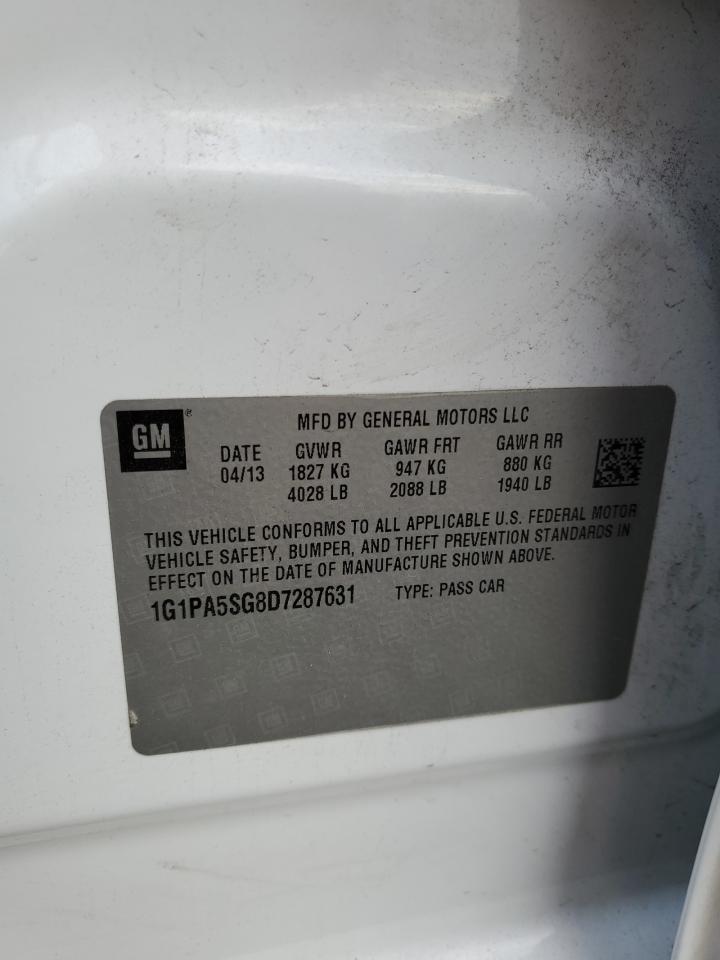 GM®
MFD BY GENERAL MOTORS LLC
DATE GVWR GAWR FRT GAWR RR
04/13 1827 KG 947 KG 880 KG
4028 LB 2088 LB 1940 LB
THIS VEHICLE CONFORMS TO ALL APPLICABLE U.S. FEDERAL MOTOR
VEHICLE SAFETY, BUMPER, AND THEFT PREVENTION STANDARDS IN
EFFECT ON THE DATE OF MANUFACTURE SHOWN ABOVE.
1G1PA5SG8D7287631 TYPE: PASS CAR